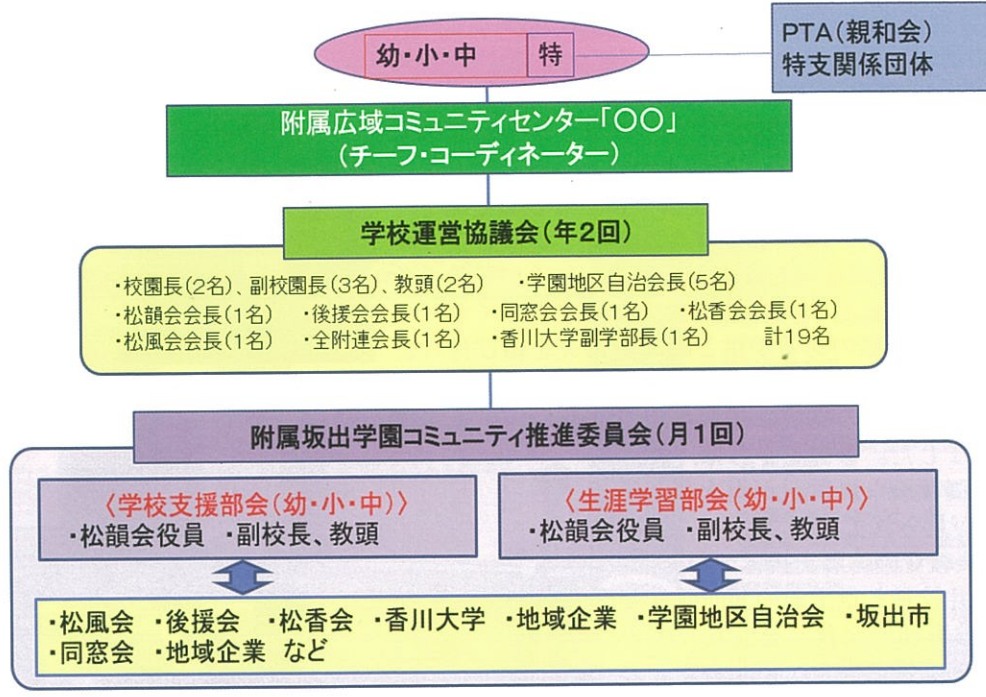 幼・小・中 特
PTA(親和会)
特支関係団体
附属広域コミュニティセンター「〇〇」
(チーフ・コーディネーター)
学校運営協議会(年2回)
・校園長(2名)、副校園長(3名)、教頭(2名) ・学園地区自治会長(5名)
・松韻会会長(1名) ・後援会会長(1名) ・同窓会会長(1名) ・松香会会長(1名)
・松風会会長(1名) 全附連会長(1名) ・香川大学副学部長(1名) 計19名
附属坂出学園コミュニティ推進委員会(月1回)
〈学校支援部会(幼・小・中)〉
・松韻会役員 ・副校長、教頭
〈生涯学習部会(幼・小・中)〉
・松韻会役員 ・副校長、教頭
・松風会 ・後援会 ・松香会 ・香川大学 ・地域企業 ・学園地区自治会 ・坂出市
・同窓会 ・地域企業 など